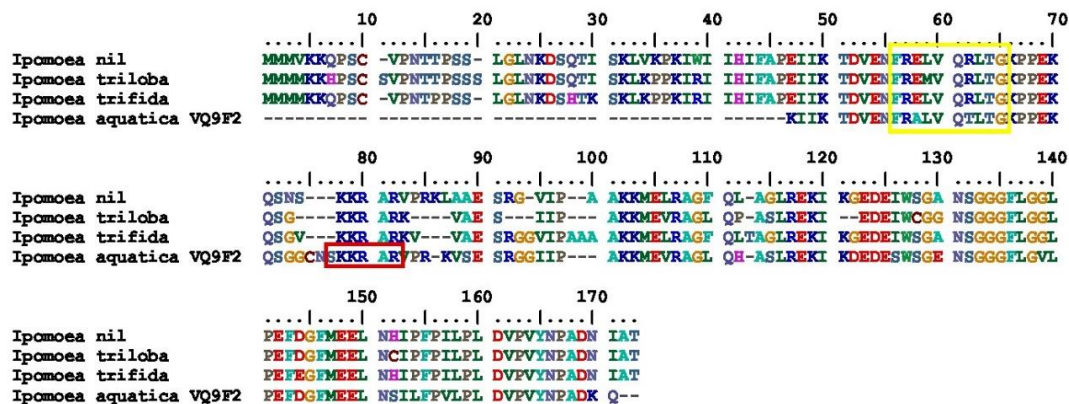 10 20 30 40 50 60 70
....|....| ....|....| ....|....| ....|....| ....|....| ....|....| ....|....|
Ipomoea nil MMMVKKQPSC -VPNTTPSS- LGLNKDSQTI SKLVKPKIWI IHIFAPEIIK TDVENFRELV QRLTGKPPEK
Ipomoea triloba MMMMKKHPSC SVPNTPPSS- LGLNKDSQTI SKLKPPKIRI IHIFAPEIIK TDVENFREMV QRLTGKPPEK
Ipomoea trifida MMMMKKQPSC -VPNTPPSS- LGLNKDSHTK SKLKPPKIRI IHIFAPEIIK TDVENFRELV QRLTGKPPEK
Ipomoea aquatica VQ9F2 ---------- ---------- ---------- ---------- ------KIIK TDVENFRALV QTLTGKPPEK
80 90 100 110 120 130 140
....|....| ....|....| ....|....| ....|....| ....|....| ....|....| ....|....|
Ipomoea nil QSNS---KKR ARVPRKLAAE SRG-VIP--A AKKMELRAGF QL-AGLREKI KGEDEIWSGA NSGGGFLGGL
Ipomoea triloba QSG----KKR ARK----VAE S---IIP--- AKKMELRAGL QP-ASLREKI --EDEIWCGG NSGGGFLGGL
Ipomoea trifida QSGV---KKR ARKV---VAE SRGGVIPAAA AKKMELRAGF QLTAGLREKI KGEDEIWSGA NSGGGFLGGL
Ipomoea aquatica VQ9F2 QSGGCNSKKR ARVPR-KVSE SRGGIIP--- AKKMEVRAGL QH-ASLREKI KDEDESWSGE NSGGGFLGVL
150 160 170
....|....| ....|....| ....|....| ....
Ipomoea nil PEFDGFMEEL NHIPFPILPL DVPVYNPADN IAT
Ipomoea triloba PEFDGFMEEL NCIPFPILPL DVPVYNPADN IAT
Ipomoea trifida PEFEGFMEEL NHIPFPILPL DVPVYNPADN IAT
Ipomoea aquatica VQ9F2 PEFDGFMEEL NSILFPVLPL DVPVYNPADK Q--